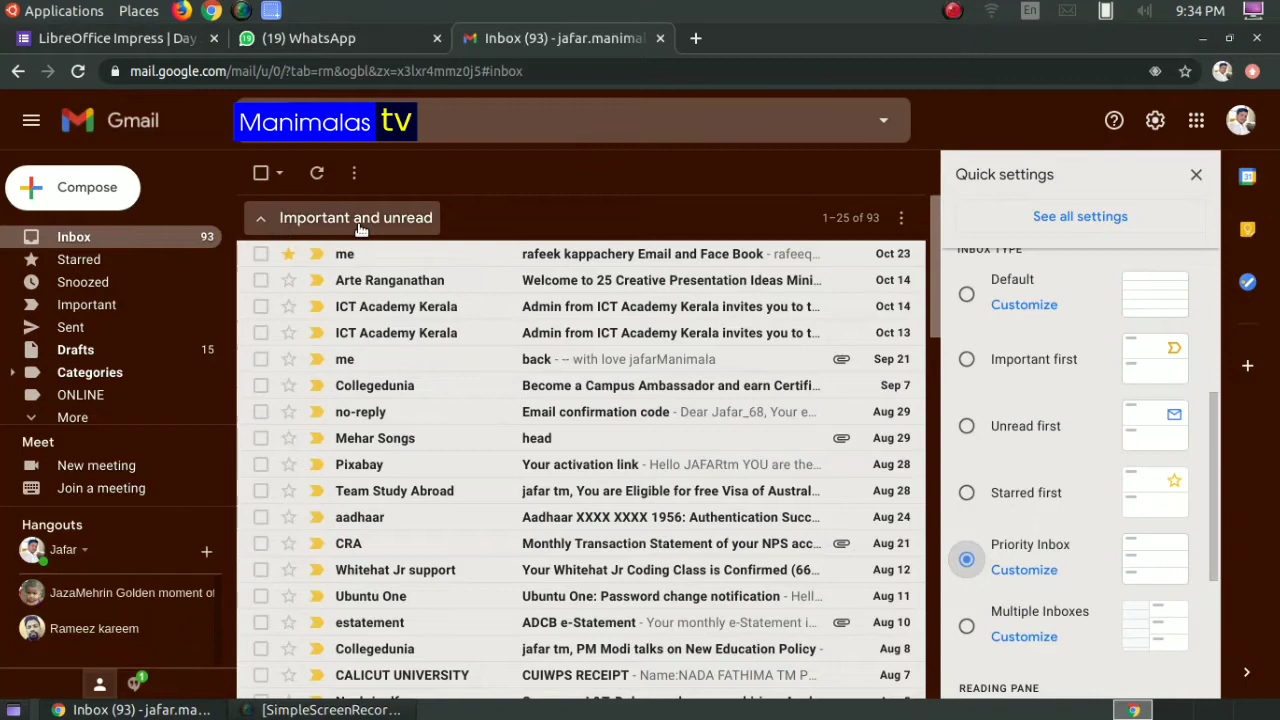 Applications Places En 9:34 PM
LibreOffice Impress | Day (19) WhatsApp Inbox (93) - jafar.manimal
mail.google.com/mail/u/0/?tab=rm&ogbl&zx=x3lxr4mmz0j5#inbox
Gmail Manimalas tv
Compose
Quick settings
See all settings
Important and unread 1–25 of 93
Inbox 93
Starred
Snoozed
Important
Sent
Drafts 15
Categories
ONLINE
More
Meet
New meeting
Join a meeting
Hangouts
Jafar
JazaMehrin Golden moment of
Rameez kareem
1
me rafeek kappachery Email and Face Book - rafeeq... Oct 23
Arte Ranganathan Welcome to 25 Creative Presentation Ideas Mini... Oct 14
ICT Academy Kerala Admin from ICT Academy Kerala invites you to t... Oct 14
ICT Academy Kerala Admin from ICT Academy Kerala invites you to t... Oct 13
me back - -- with love jafarManimala Sep 21
Collegedunia Become a Campus Ambassador and earn Certifi... Sep 7
no-reply Email confirmation code - Dear Jafar_68, Your e... Aug 29
Mehar Songs head Aug 29
Pixabay Your activation link - Hello JAFARtm YOU are the... Aug 28
Team Study Abroad jafar tm, You are Eligible for free Visa of Austral... Aug 28
aadhaar Aadhaar XXXX XXXX 1956: Authentication Succ... Aug 24
CRA Monthly Transaction Statement of your NPS acc... Aug 21
Whitehat Jr support Your Whitehat Jr Coding Class is Confirmed (66... Aug 12
Ubuntu One Ubuntu One: Password change notification - Hell... Aug 11
estatement ADCB e-Statement - Your monthly e-Statement i... Aug 10
Collegedunia jafar tm, PM Modi talks on New Education Policy - Aug 8
CALICUT UNIVERSITY CUIWPS RECEIPT - Name:NADA FATHIMA TM P... Aug 7
INBOX TYPE
Default
Customize
Important first
Unread first
Starred first
Priority Inbox
Customize
Multiple Inboxes
Customize
READING PANE
Inbox (93) - jafar.ma... [SimpleScreenRecor...